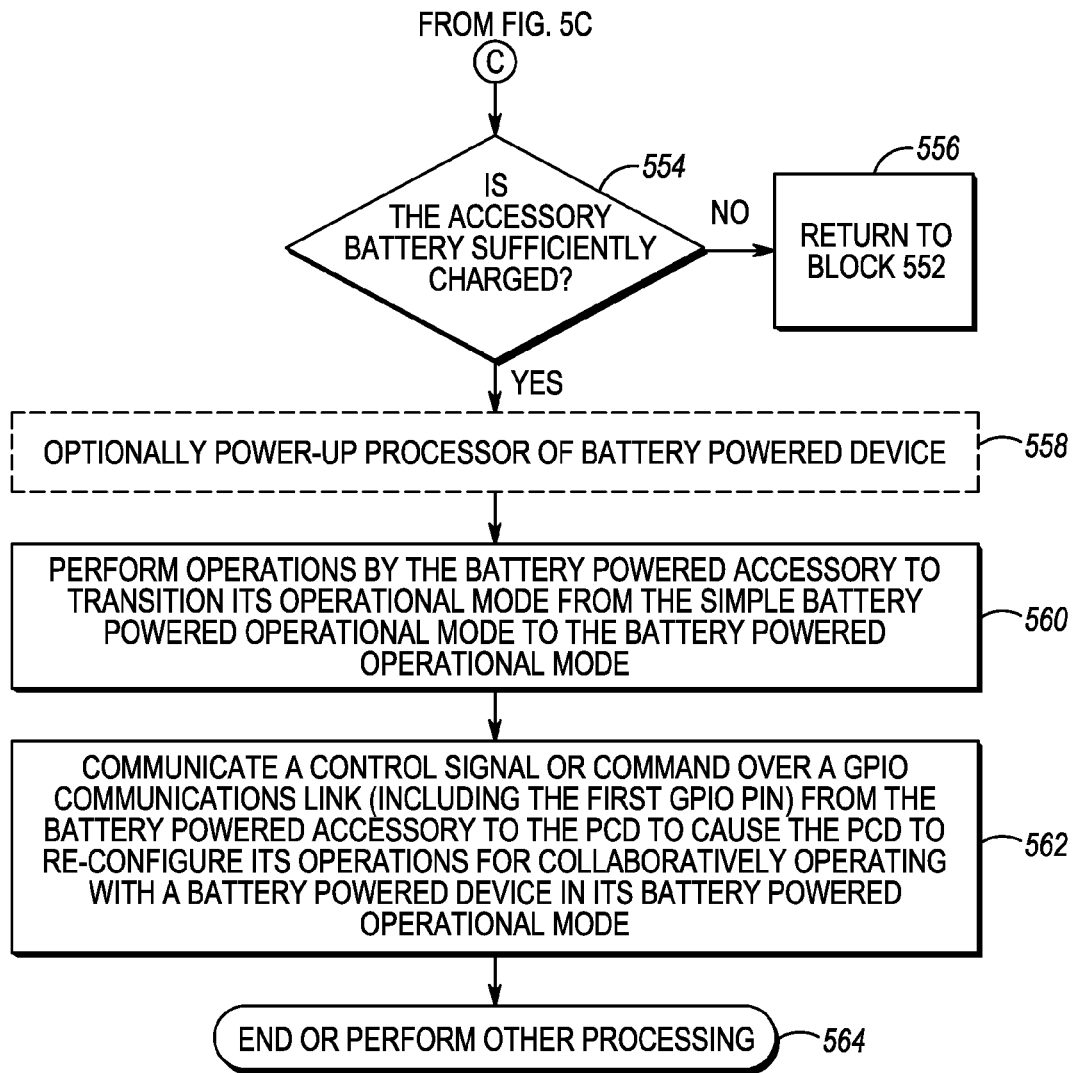 FROM FIG. 5C
C
554
IS
THE ACCESSORY
BATTERY SUFFICIENTLY
CHARGED?
NO
556
RETURN TO
BLOCK 552
YES
OPTIONALLY POWER-UP PROCESSOR OF BATTERY POWERED DEVICE
558
PERFORM OPERATIONS BY THE BATTERY POWERED ACCESSORY TO
TRANSITION ITS OPERATIONAL MODE FROM THE SIMPLE BATTERY
POWERED OPERATIONAL MODE TO THE BATTERY POWERED
OPERATIONAL MODE
560
COMMUNICATE A CONTROL SIGNAL OR COMMAND OVER A GPIO
COMMUNICATIONS LINK (INCLUDING THE FIRST GPIO PIN) FROM THE
BATTERY POWERED ACCESSORY TO THE PCD TO CAUSE THE PCD TO
RE-CONFIGURE ITS OPERATIONS FOR COLLABORATIVELY OPERATING
WITH A BATTERY POWERED DEVICE IN ITS BATTERY POWERED
OPERATIONAL MODE
562
END OR PERFORM OTHER PROCESSING
564